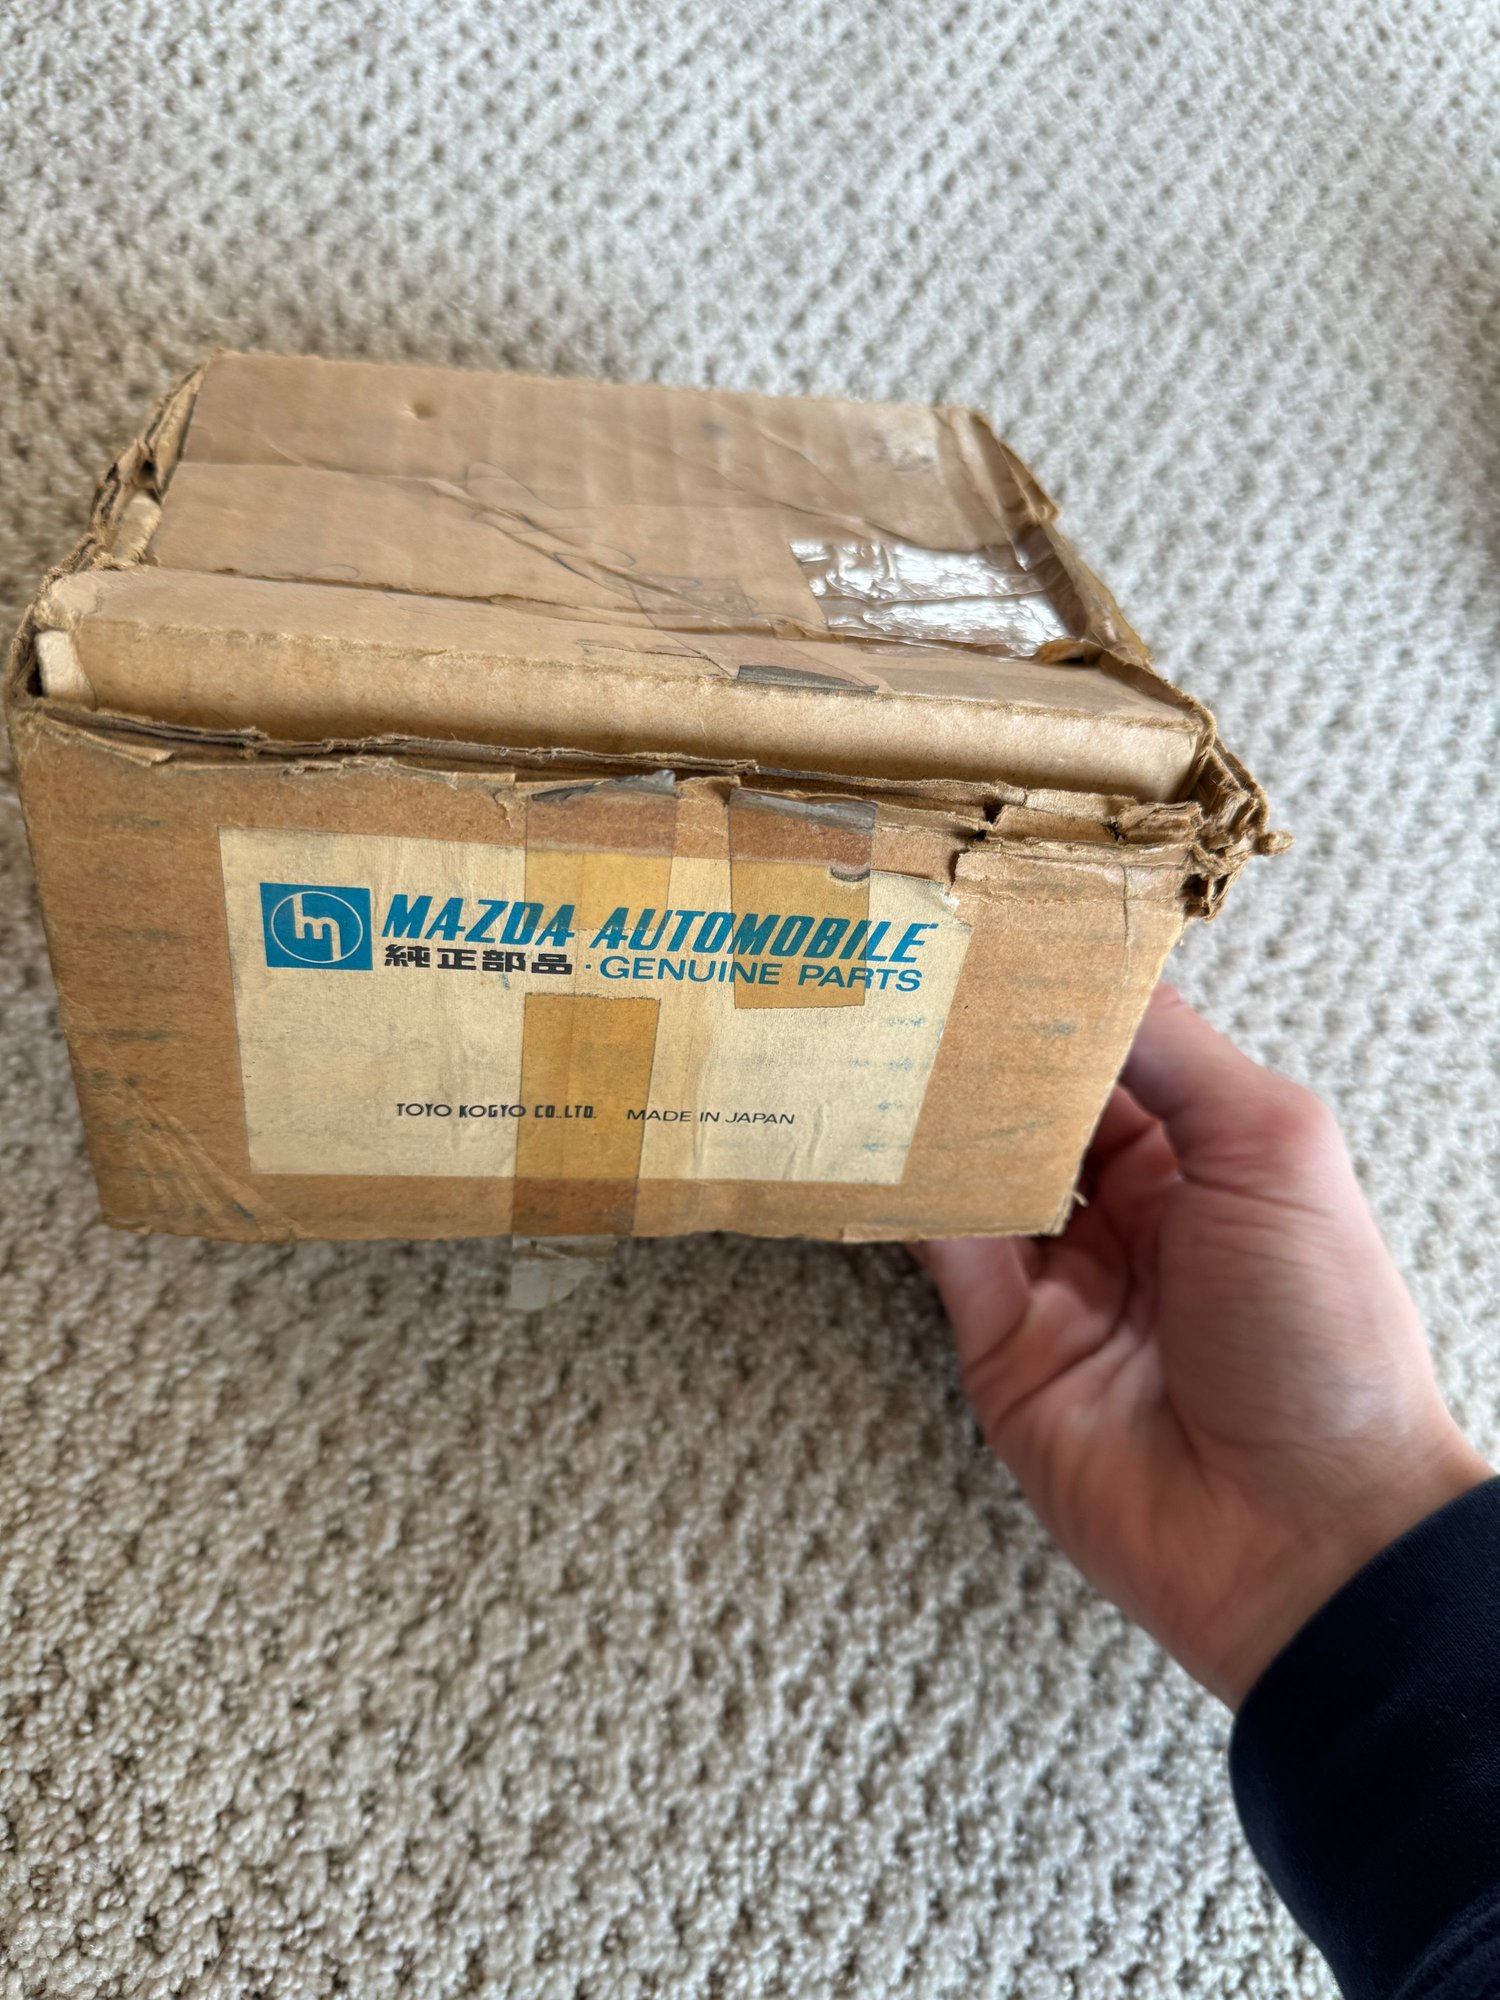 m MAZDA AUTOMOBILE
純正部品・GENUINE PARTS
TOYO KOGYO CO.,LTD. MADE IN JAPAN